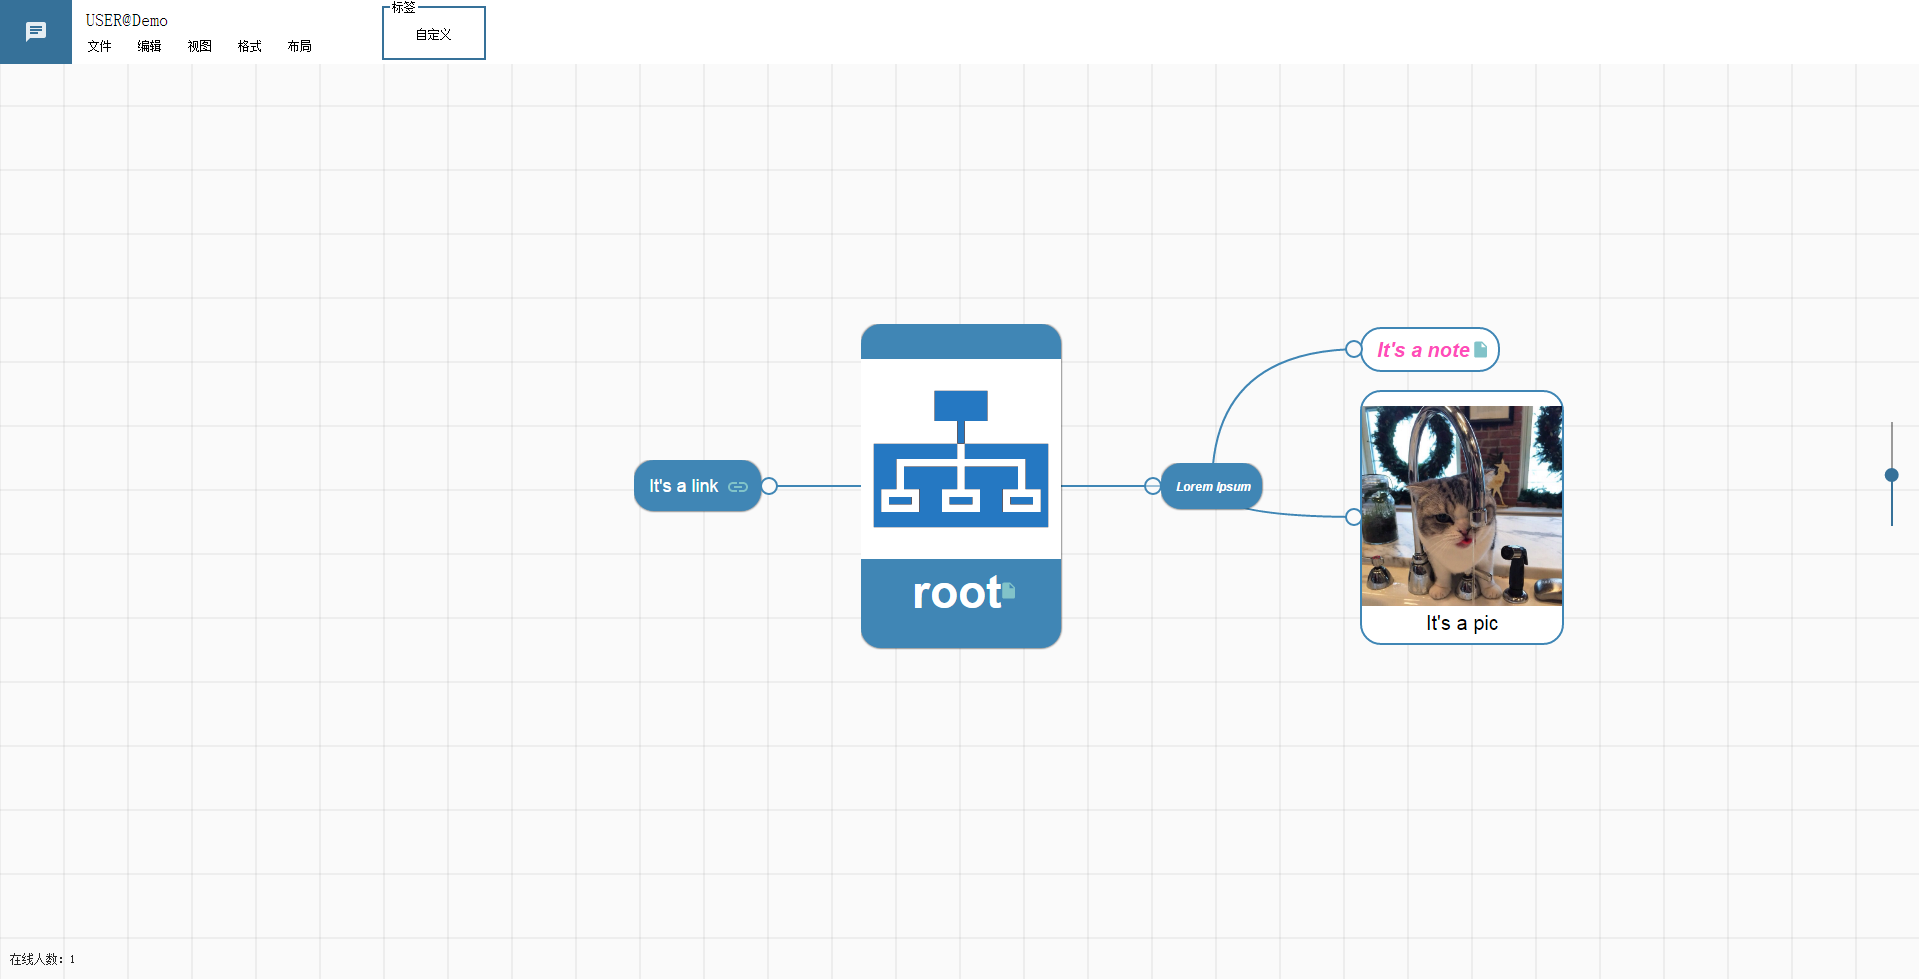 USER@Demo
标签
文件 编辑 视图 格式 布局
自定义
It's a note
It's a link
Lorem Ipsum
root
It's a pic
在线人数: 1